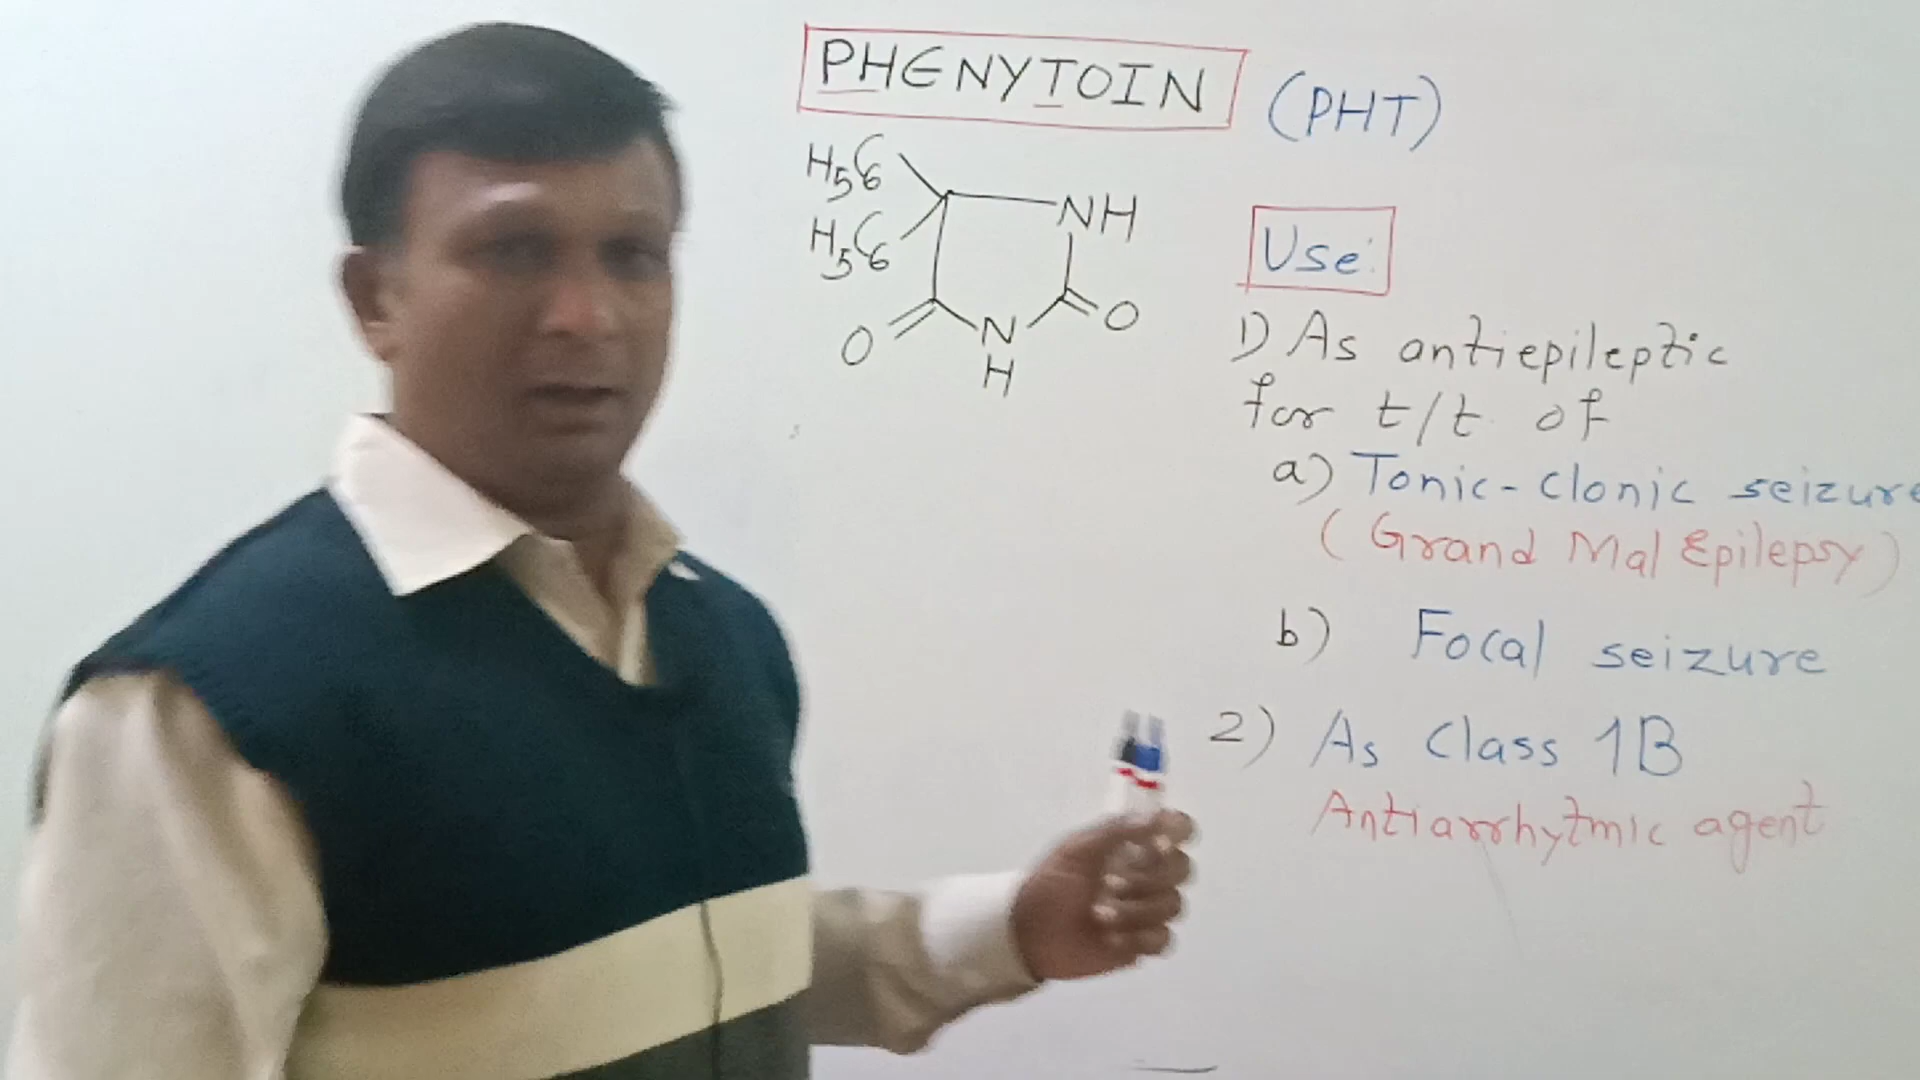 PHENYTOIN (PHT)
H5C6
H5C6
NH
O
N
H
O
Use:
1) As antiepileptic
for t/t of
a) Tonic-clonic seizure
(Grand Mal Epilepsy)
b) Focal seizure
2) As Class 1B
Antiarrhytmic agent